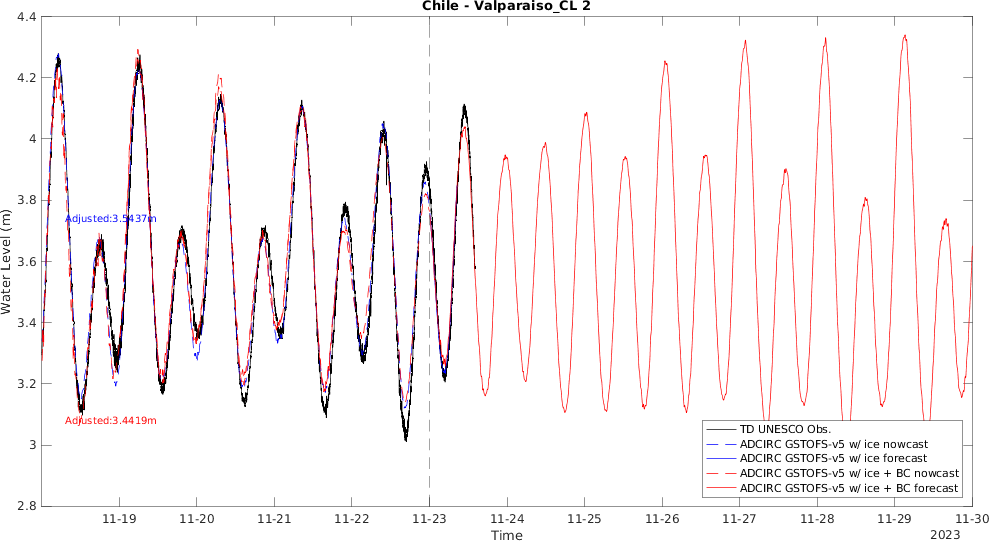 Chile - Valparaiso_CL 2
4.4
4.2
4
3.8
3.6
3.4
3.2
3
2.8
Water Level (m)
Adjusted:3.5437m
Adjusted:3.4419m
TD UNESCO Obs.
ADCIRC GSTOFS-v5 w/ ice nowcast
ADCIRC GSTOFS-v5 w/ ice forecast
ADCIRC GSTOFS-v5 w/ ice + BC nowcast
ADCIRC GSTOFS-v5 w/ ice + BC forecast
11-19 11-20 11-21 11-22 11-23 11-24 11-25 11-26 11-27 11-28 11-29 11-30
Time
2023